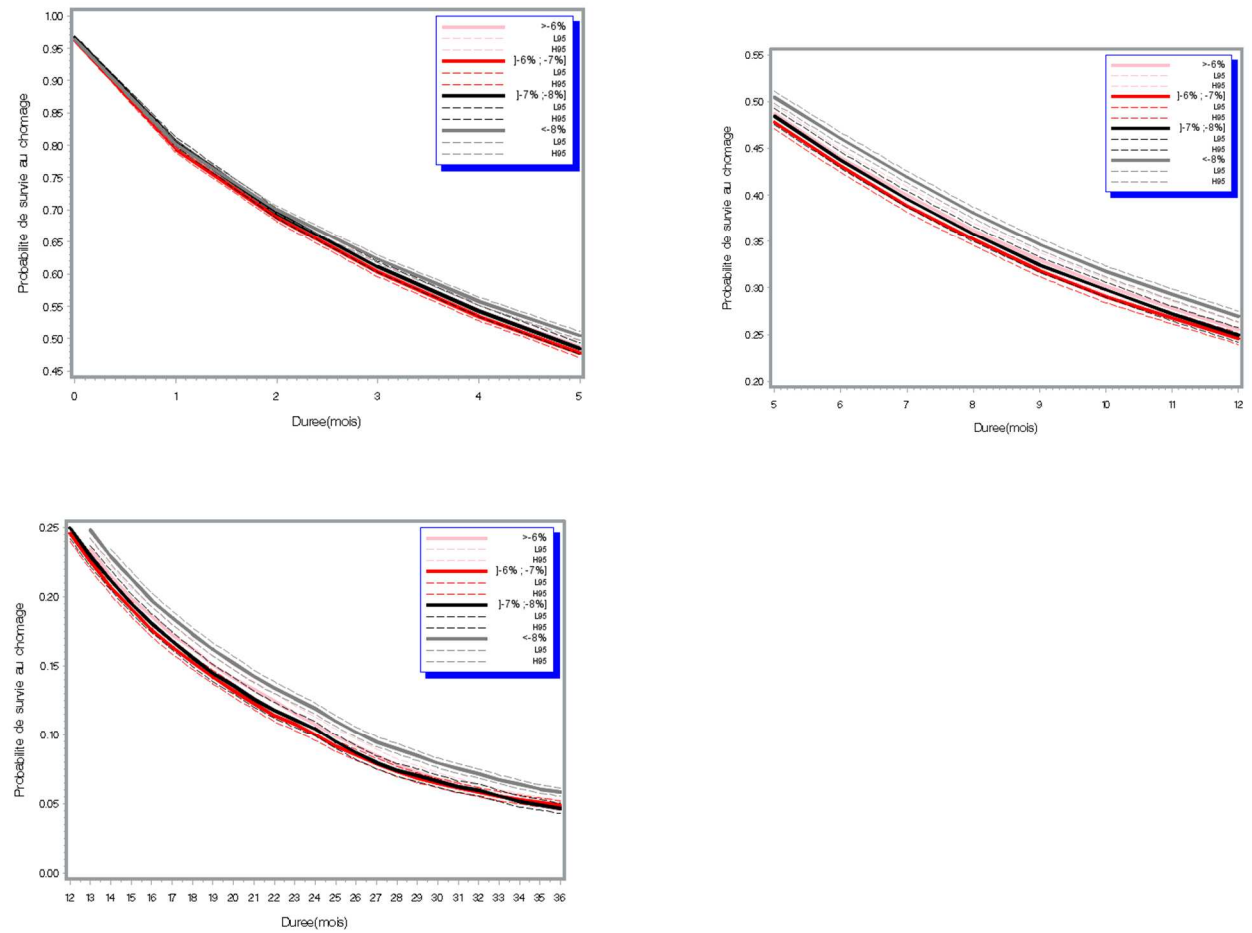 Probabilite de survie au chomage
1.00
0.95
0.90
0.85
0.80
0.75
0.70
0.65
0.60
0.55
0.50
0.45
0 1 2 3 4 5
Duree(mois)
>-6%
L95
H95
]-6% ; -7%]
L95
H95
]-7% ;-8%]
L95
H95
<-8%
L95
H95
Probabilite de survie au chomage
0.55
0.50
0.45
0.40
0.35
0.30
0.25
0.20
5 6 7 8 9 10 11 12
Duree(mois)
>-6%
L95
H95
]-6% ; -7%]
L95
H95
]-7% ;-8%]
L95
H95
<-8%
L95
H95
Probabilite de survie au chomage
0.25
0.20
0.15
0.10
0.05
0.00
12 13 14 15 16 17 18 19 20 21 22 23 24 25 26 27 28 29 30 31 32 33 34 35 36
Duree(mois)
>-6%
L95
H95
]-6% ; -7%]
L95
H95
]-7% ;-8%]
L95
H95
<-8%
L95
H95